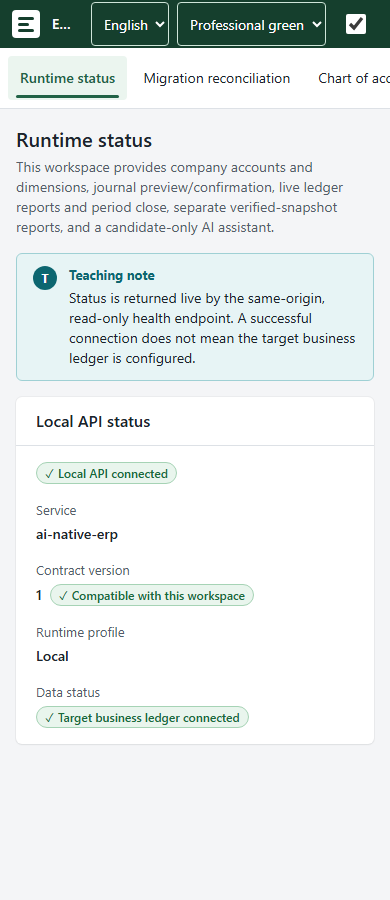 E...
English
Professional green
Runtime status
Migration reconciliation
Chart of acc
Runtime status
This workspace provides company accounts and
dimensions, journal preview/confirmation, live ledger
reports and period close, separate verified-snapshot
reports, and a candidate-only AI assistant.
T
Teaching note
Status is returned live by the same-origin,
read-only health endpoint. A successful
connection does not mean the target business
ledger is configured.
Local API status
✓ Local API connected
Service
ai-native-erp
Contract version
1 ✓ Compatible with this workspace
Runtime profile
Local
Data status
✓ Target business ledger connected